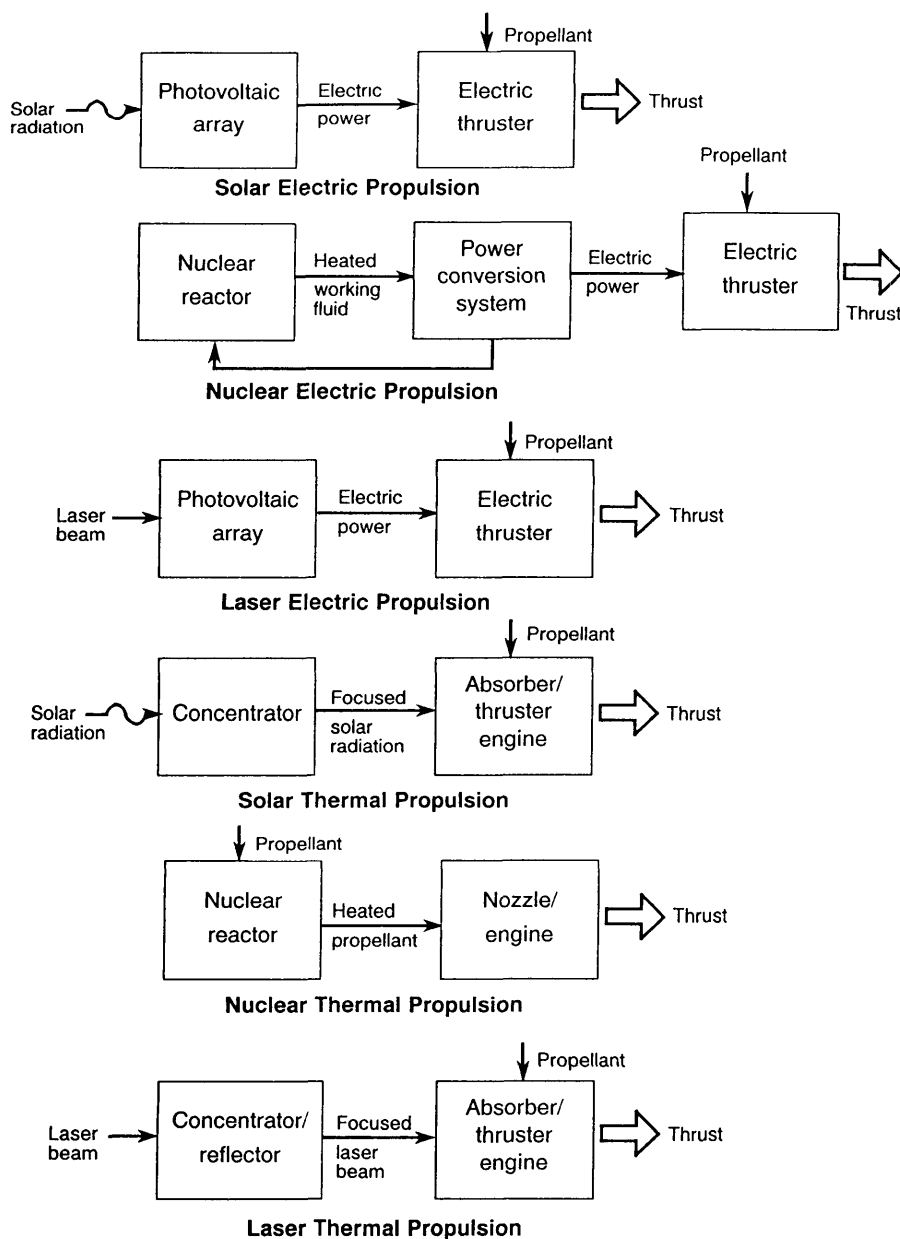 Propellant
Solar
radiation
Photovoltaic
array
Electric
power
Electric
thruster
Thrust
Solar Electric Propulsion
Propellant
Nuclear
reactor
Heated
working
fluid
Power
conversion
system
Electric
power
Electric
thruster
Thrust
Nuclear Electric Propulsion
Propellant
Laser
beam
Photovoltaic
array
Electric
power
Electric
thruster
Thrust
Laser Electric Propulsion
Propellant
Solar
radiation
Concentrator
Focused
solar
radiation
Absorber/
thruster
engine
Thrust
Solar Thermal Propulsion
Propellant
Nuclear
reactor
Heated
propellant
Nozzle/
engine
Thrust
Nuclear Thermal Propulsion
Propellant
Laser
beam
Concentrator/
reflector
Focused
laser
beam
Absorber/
thruster
engine
Thrust
Laser Thermal Propulsion